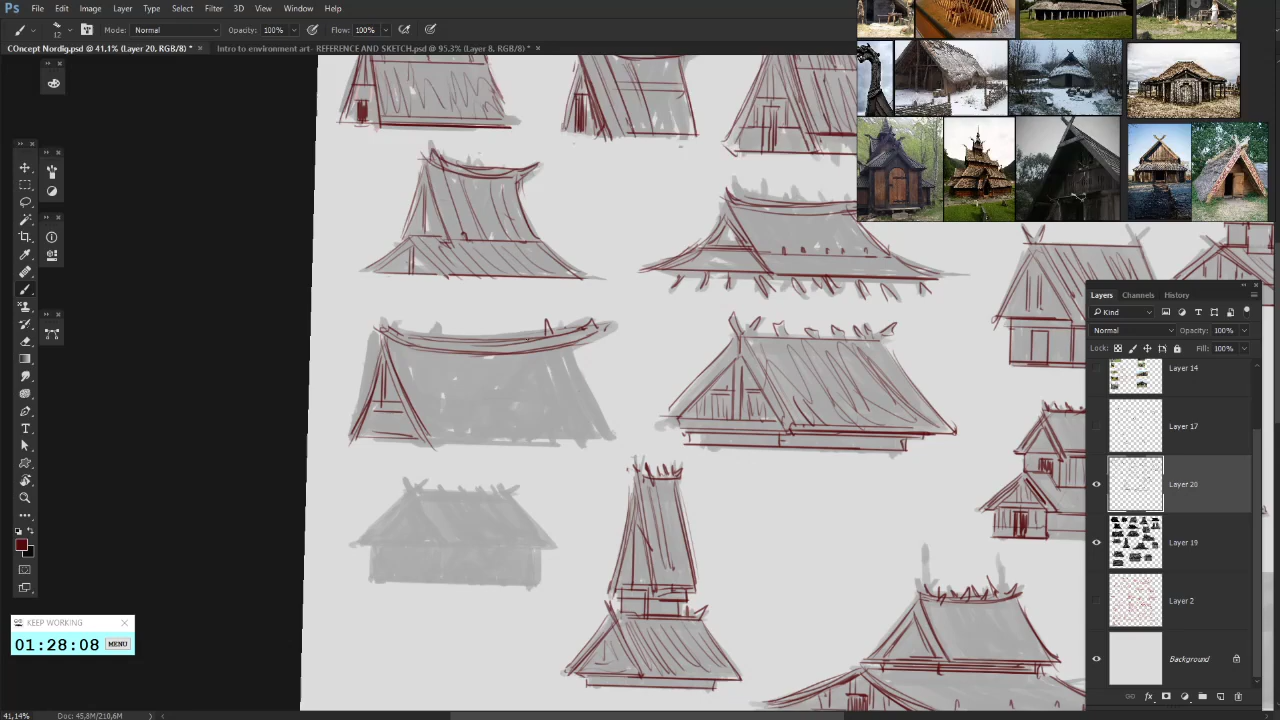 Ps File Edit Image Layer Type Select Filter 3D View Window Help
12 Mode: Normal Opacity: 100% Flow: 100%
COncept Nordig.psd @ 41,1% (Layer 20, RGB/8) * × Intro to environment art- REFERENCE AND SKETCH.psd @ 95.3% (Layer 8, RGB/8) * ×
Layers Channels History
Kind
Normal Opacity: 100%
Lock: Fill: 100%
Layer 14
Layer 17
Layer 20
Layer 19
Layer 2
Background
KEEP WORKING
01:28:08 MENU
41,14% Doc: 45,8M/210,6M
fx